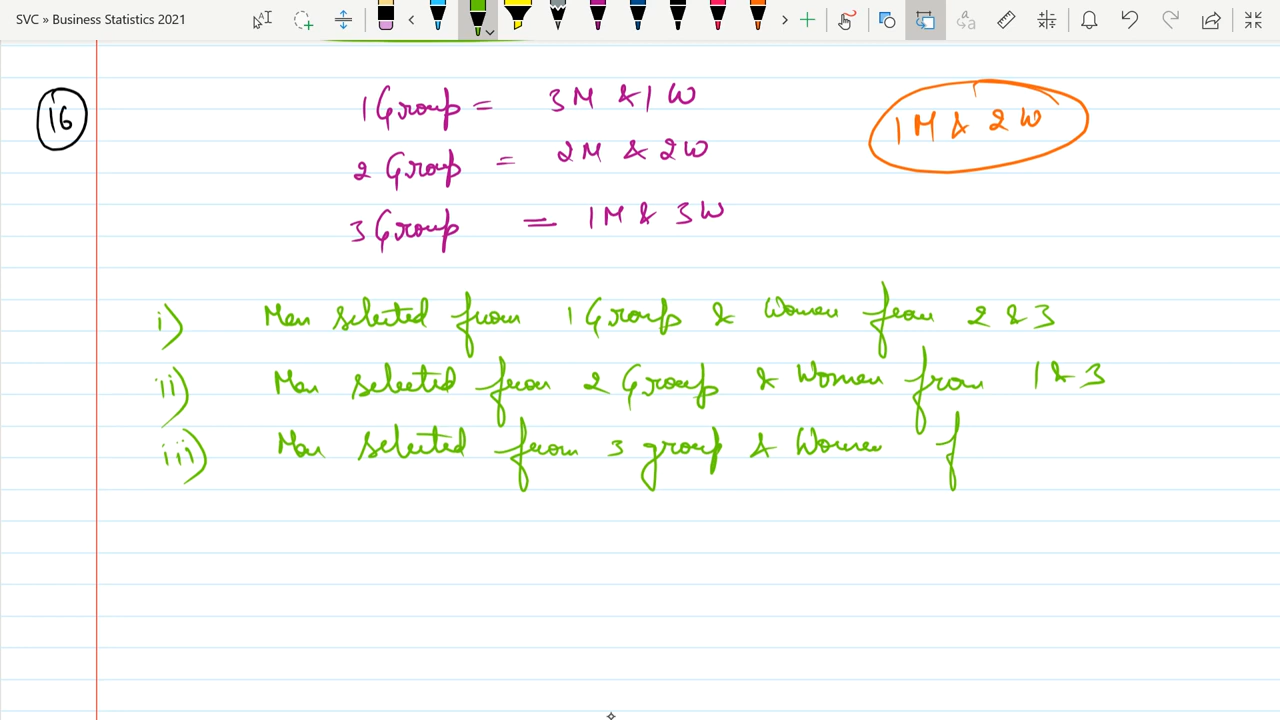 SVC » Business Statistics 2021
16
1 Group = 3M & 1W
1M & 2W
2 Group = 2M & 2W
3 Group = 1M & 3W
i) Men selected from 1 Group & Women from 2 & 3
ii) Men selected from 2 Group & Women from 1 & 3
iii) Men selected from 3 group & Women f